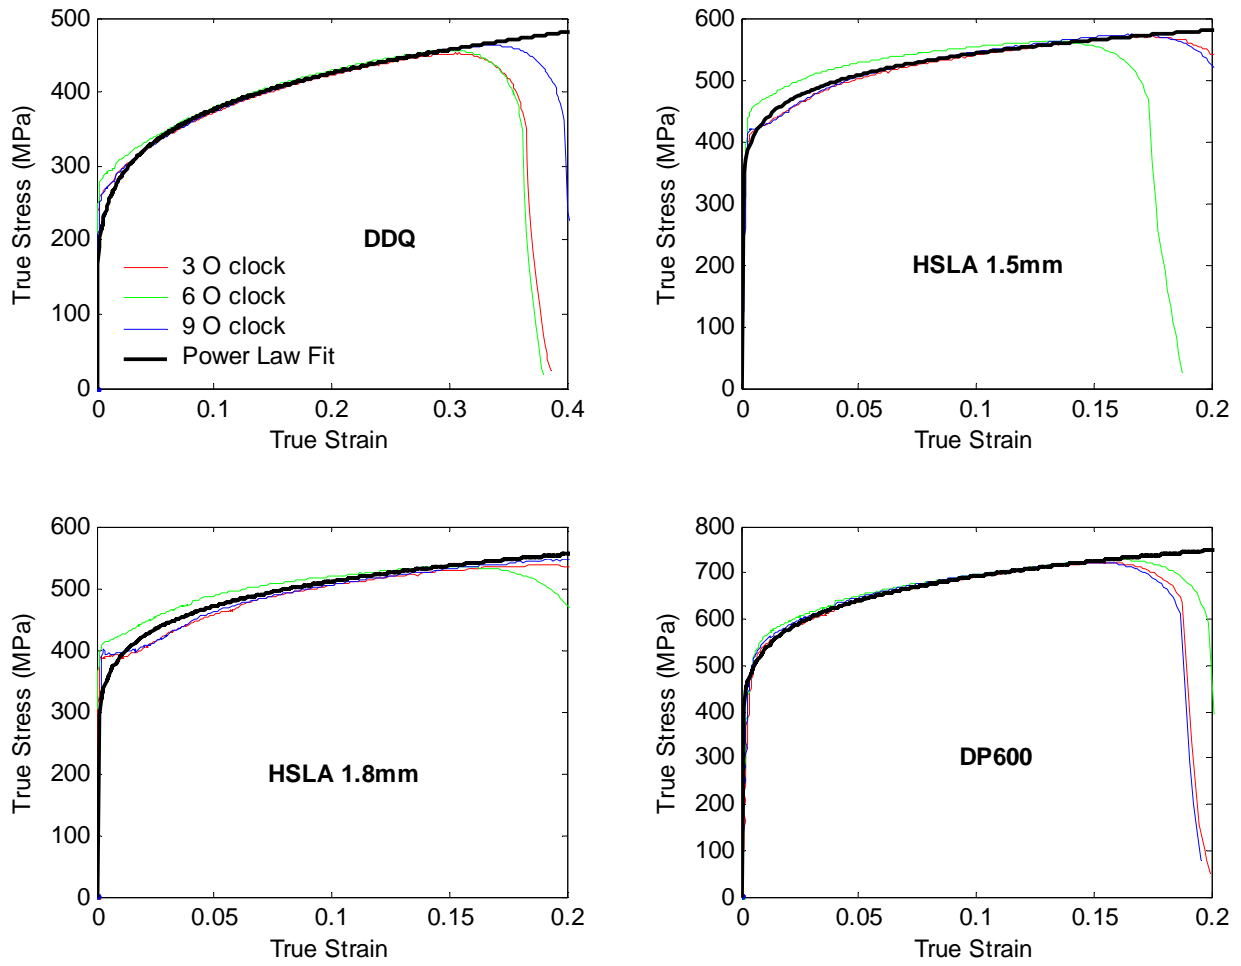 500
400
300
200
100
0
True Stress (MPa)
DDQ
3 O clock
6 O clock
9 O clock
Power Law Fit
0 0.1 0.2 0.3 0.4
True Strain
600
500
400
300
200
100
0
True Stress (MPa)
HSLA 1.5mm
0 0.05 0.1 0.15 0.2
True Strain
600
500
400
300
200
100
0
True Stress (MPa)
HSLA 1.8mm
0 0.05 0.1 0.15 0.2
True Strain
800
700
600
500
400
300
200
100
0
True Stress (MPa)
DP600
0 0.05 0.1 0.15 0.2
True Strain